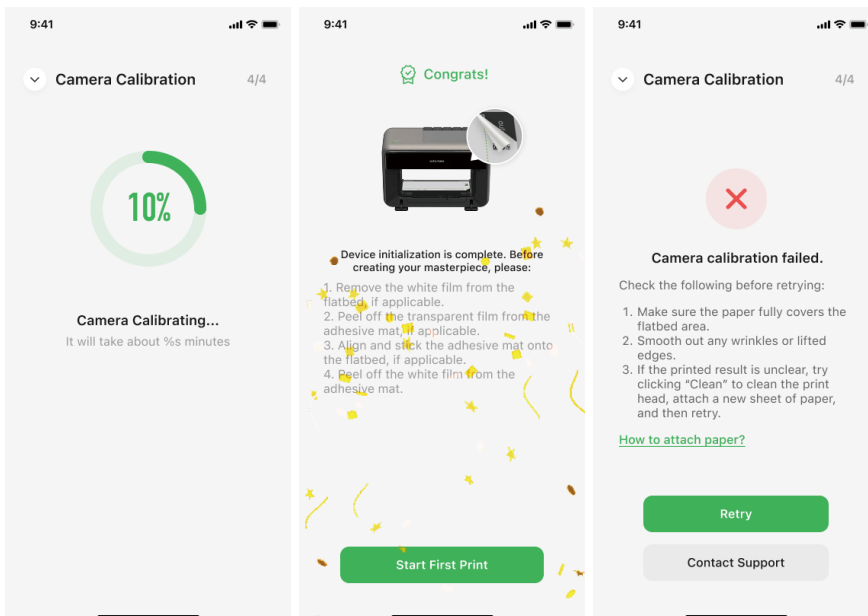 9:41
Camera Calibration
4/4
10%
Camera Calibrating...
It will take about %s minutes
9:41
Congrats!
Device initialization is complete. Before
creating your masterpiece, please:
1. Remove the white film from the
flatbed, if applicable.
2. Peel off the transparent film from the
adhesive mat, if applicable.
3. Align and stick the adhesive mat onto
the flatbed, if applicable.
4. Peel off the white film from the
adhesive mat.
Start First Print
9:41
Camera Calibration
4/4
Camera calibration failed.
Check the following before retrying:
1. Make sure the paper fully covers the
flatbed area.
2. Smooth out any wrinkles or lifted
edges.
3. If the printed result is unclear, try
clicking “Clean” to clean the print
head, attach a new sheet of paper,
and then retry.
How to attach paper?
Retry
Contact Support